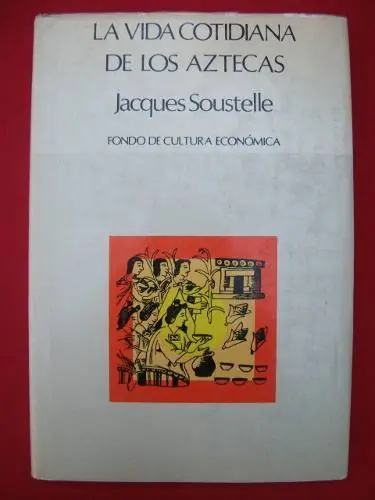 LA VIDA COTIDIANA
DE LOS AZTECAS
Jacques Soustelle
FONDO DE CULTURA ECONÓMICA